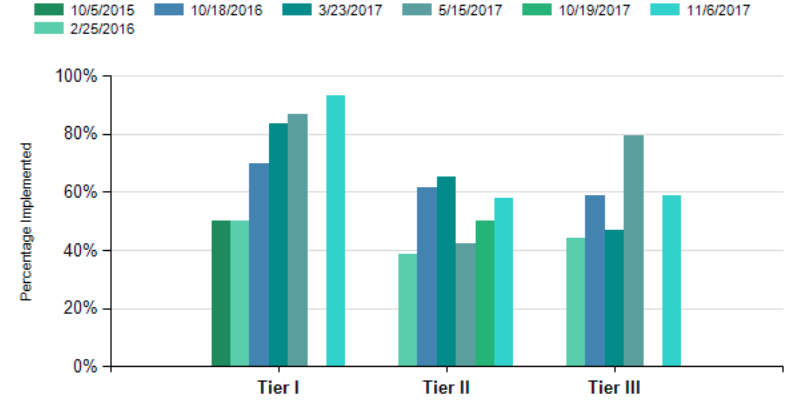 10/5/2015 10/18/2016 3/23/2017 5/15/2017 10/19/2017 11/6/2017
2/25/2016
100%
80%
60%
40%
20%
0%
Percentage Implemented
Tier I Tier II Tier III